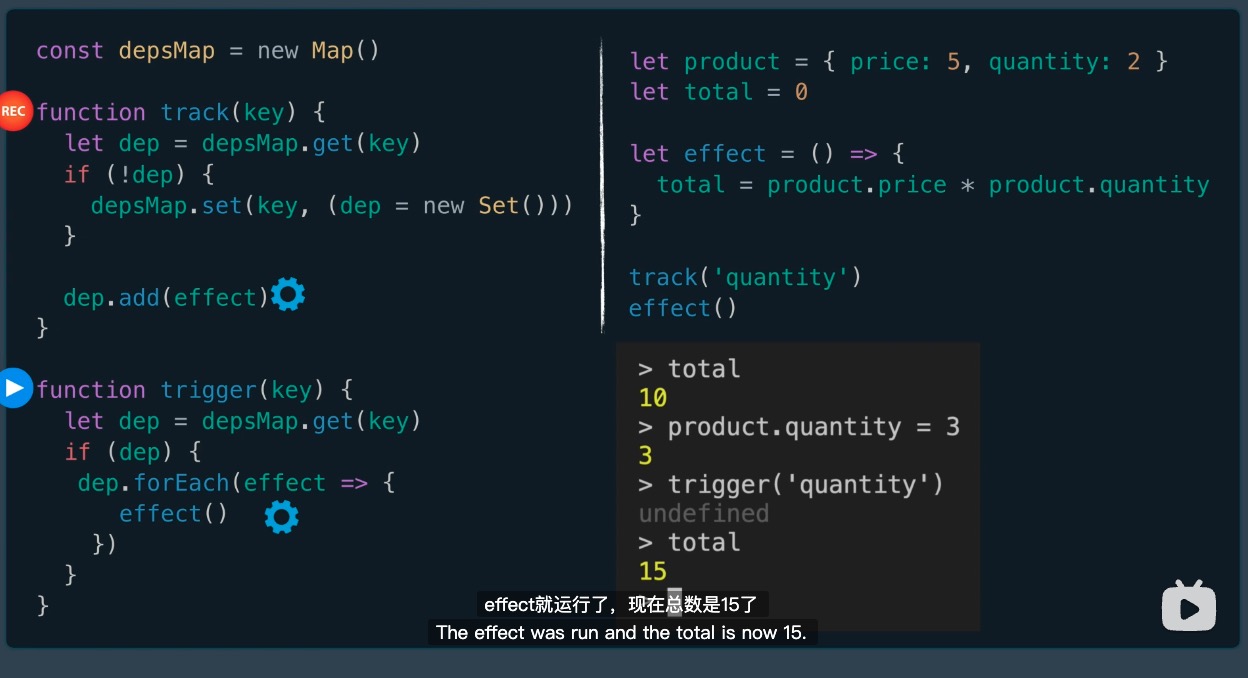 const depsMap = new Map()
REC
function track(key) {
let dep = depsMap.get(key)
if (!dep) {
depsMap.set(key, (dep = new Set()))
}
dep.add(effect)
}
function trigger(key) {
let dep = depsMap.get(key)
if (dep) {
dep.forEach(effect => {
effect()
})
}
}
let product = { price: 5, quantity: 2 }
let total = 0
let effect = () => {
total = product.price * product.quantity
}
track('quantity')
effect()
> total
10
> product.quantity = 3
3
> trigger('quantity')
undefined
> total
15
effect就运行了，现在总数是15了
The effect was run and the total is now 15.